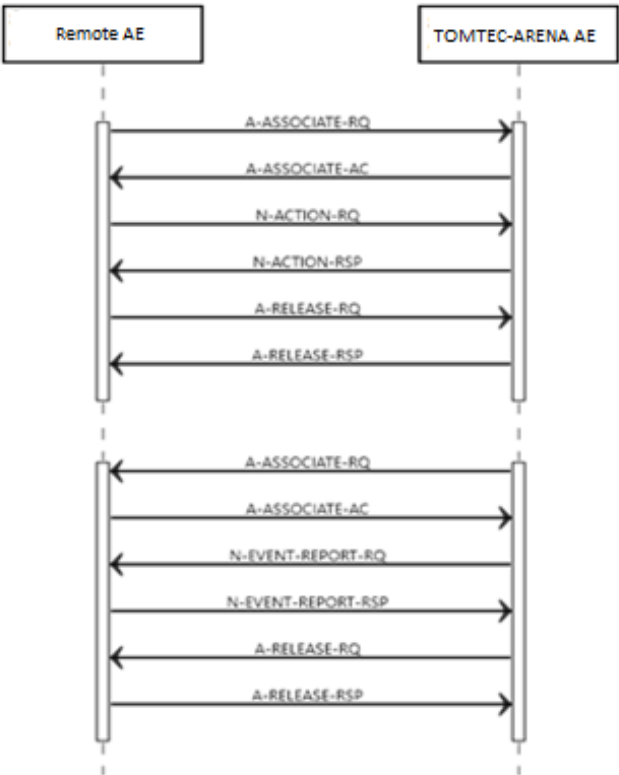 Remote AE
TOMTEC-ARENA AE
A-ASSOCIATE-RQ
A-ASSOCIATE-AC
N-ACTION-RQ
N-ACTION-RSP
A-RELEASE-RQ
A-RELEASE-RSP
A-ASSOCIATE-RQ
A-ASSOCIATE-AC
N-EVENT-REPORT-RQ
N-EVENT-REPORT-RSP
A-RELEASE-RQ
A-RELEASE-RSP